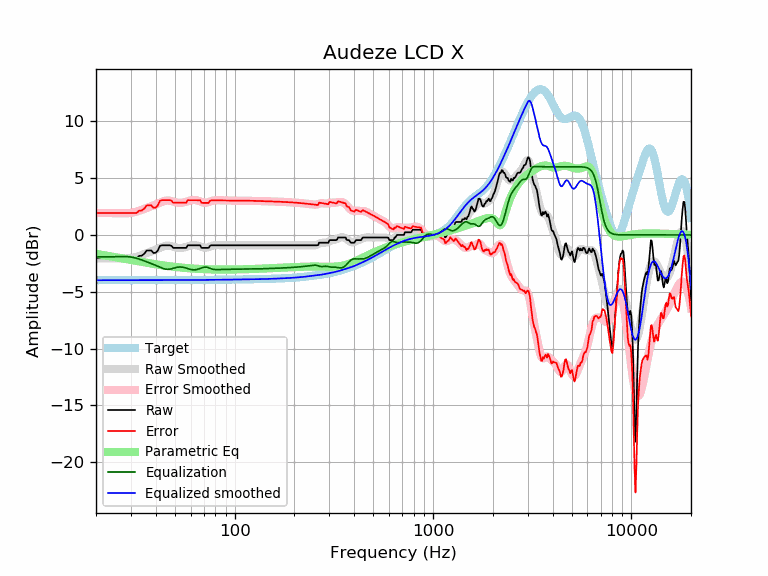 Audeze LCD X
Amplitude (dBr)
10
5
0
−5
−10
−15
−20
Target
Raw Smoothed
Error Smoothed
Raw
Error
Parametric Eq
Equalization
Equalized smoothed
100
1000
10000
Frequency (Hz)